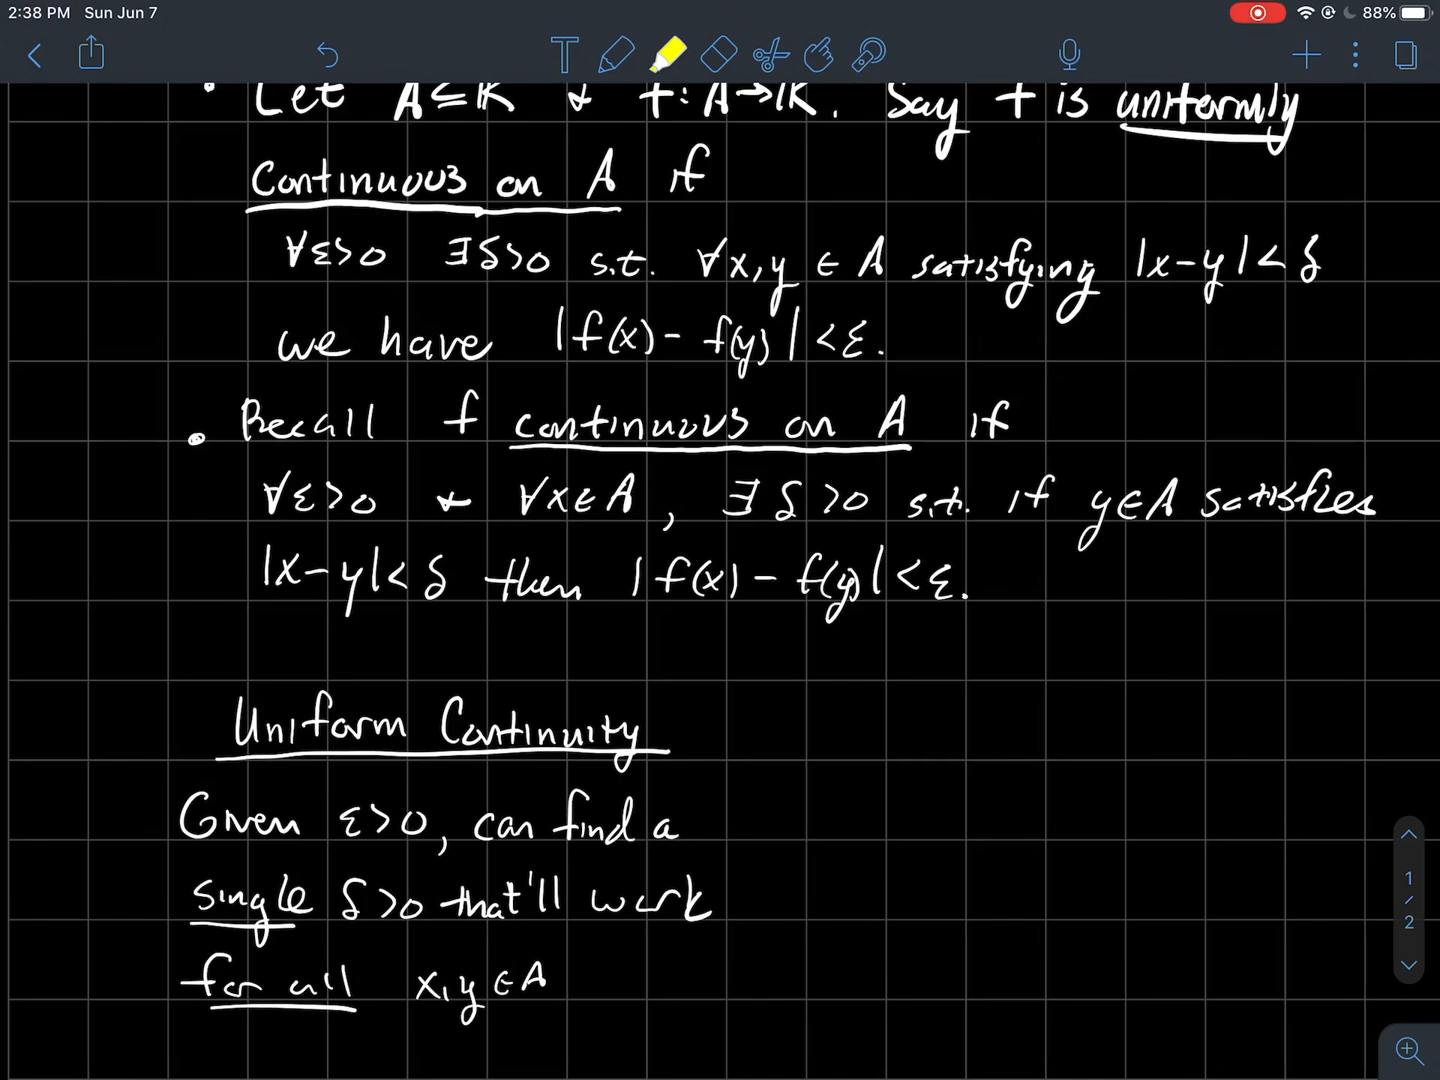 2:38 PM Sun Jun 7 88%
• Let A⊆ℝ & f: A→ℝ. Say f is uniformly
continuous on A if
∀ε>0 ∃δ>0 s.t. ∀x,y ∈ A satisfying |x-y|<δ
we have |f(x)- f(y)|<ε.
• Recall f continuous on A if
∀ε>0 & ∀x∈A, ∃δ>0 s.t. if y∈A satisfies
|x-y|<δ then |f(x)-f(y)|<ε.
Uniform Continuity
Given ε>0, can find a
single δ>0 that'll work
for all x,y ∈A
1
/
2